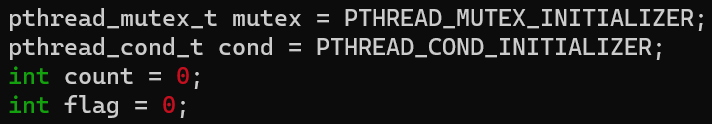 pthread_mutex_t mutex = PTHREAD_MUTEX_INITIALIZER;
pthread_cond_t cond = PTHREAD_COND_INITIALIZER;
int count = 0;
int flag = 0;